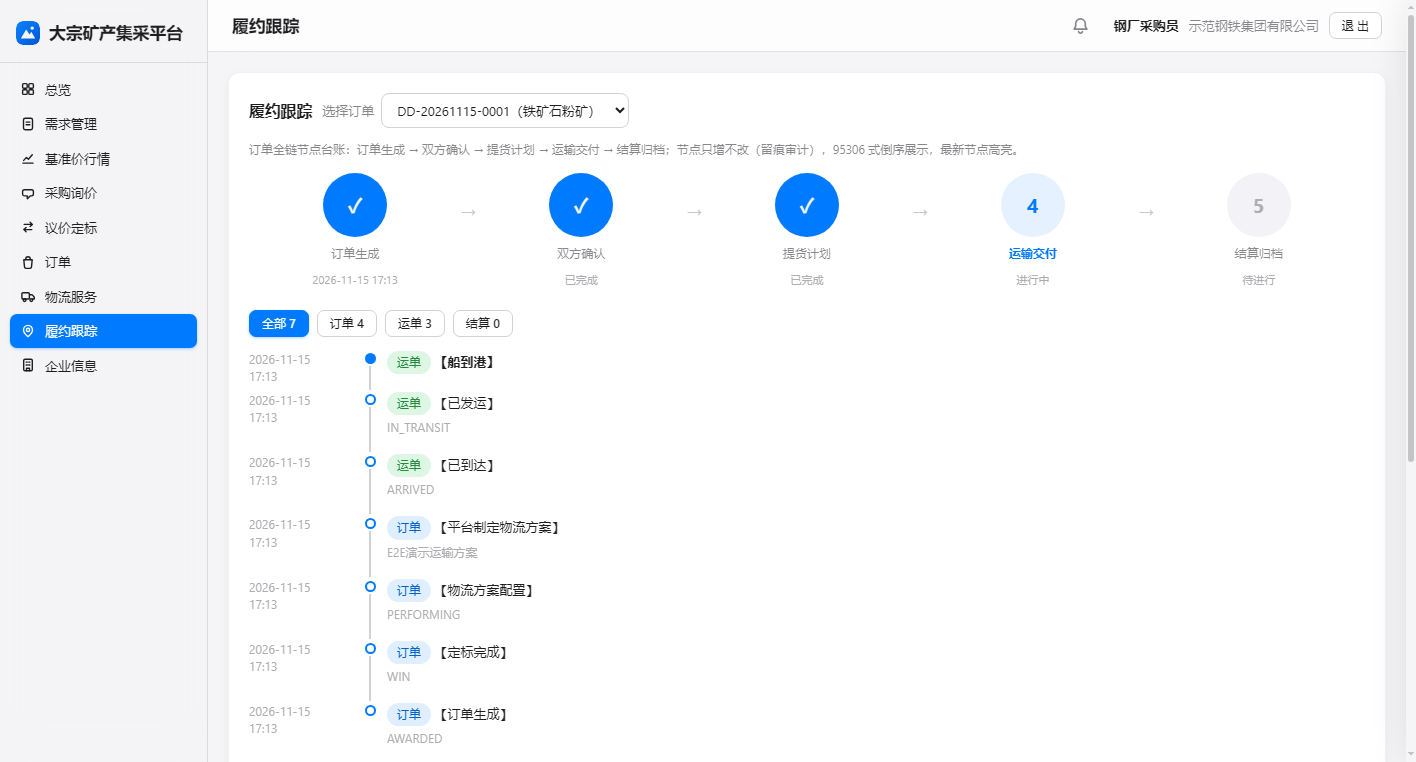 大宗矿产集采平台
履约跟踪
钢厂采购员 示范钢铁集团有限公司 退 出
总览
需求管理
基准价行情
采购询价
议价定标
订单
物流服务
履约跟踪
企业信息
履约跟踪 选择订单 DD-20261115-0001（铁矿石粉矿）
订单全链节点台账：订单生成 → 双方确认 → 提货计划 → 运输交付 → 结算归档；节点只增不改（留痕审计），95306 式倒序展示，最新节点高亮。
✓ → ✓ → ✓ → 4 → 5
订单生成 双方确认 提货计划 运输交付 结算归档
2026-11-15 17:13 已完成 已完成 进行中 待进行
全部 7 订单 4 运单 3 结算 0
2026-11-15 17:13 运单 【船到港】
2026-11-15 17:13 运单 【已发运】
IN_TRANSIT
2026-11-15 17:13 运单 【已到达】
ARRIVED
2026-11-15 17:13 订单 【平台制定物流方案】
E2E演示运输方案
2026-11-15 17:13 订单 【物流方案配置】
PERFORMING
2026-11-15 17:13 订单 【定标完成】
WIN
2026-11-15 17:13 订单 【订单生成】
AWARDED